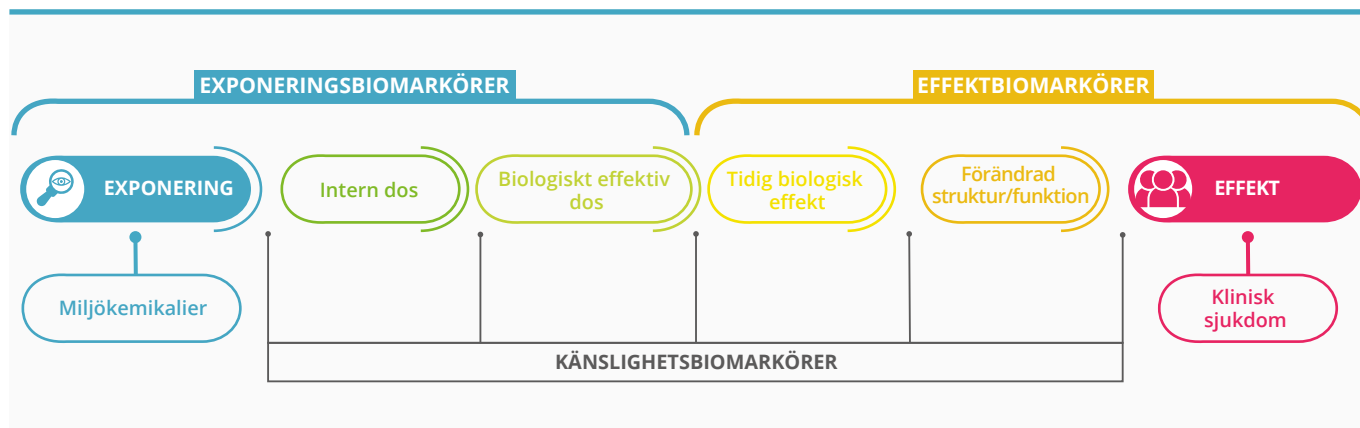 EXPONERINGSBIOMARKÖRER
EFFEKTBIOMARKÖRER
EXPONERING
Intern dos
Biologiskt effektiv
dos
Tidig biologisk
effekt
Förändrad
struktur/funktion
EFFEKT
Miljökemikalier
Klinisk
sjukdom
KÄNSLIGHETSBIOMARKÖRER